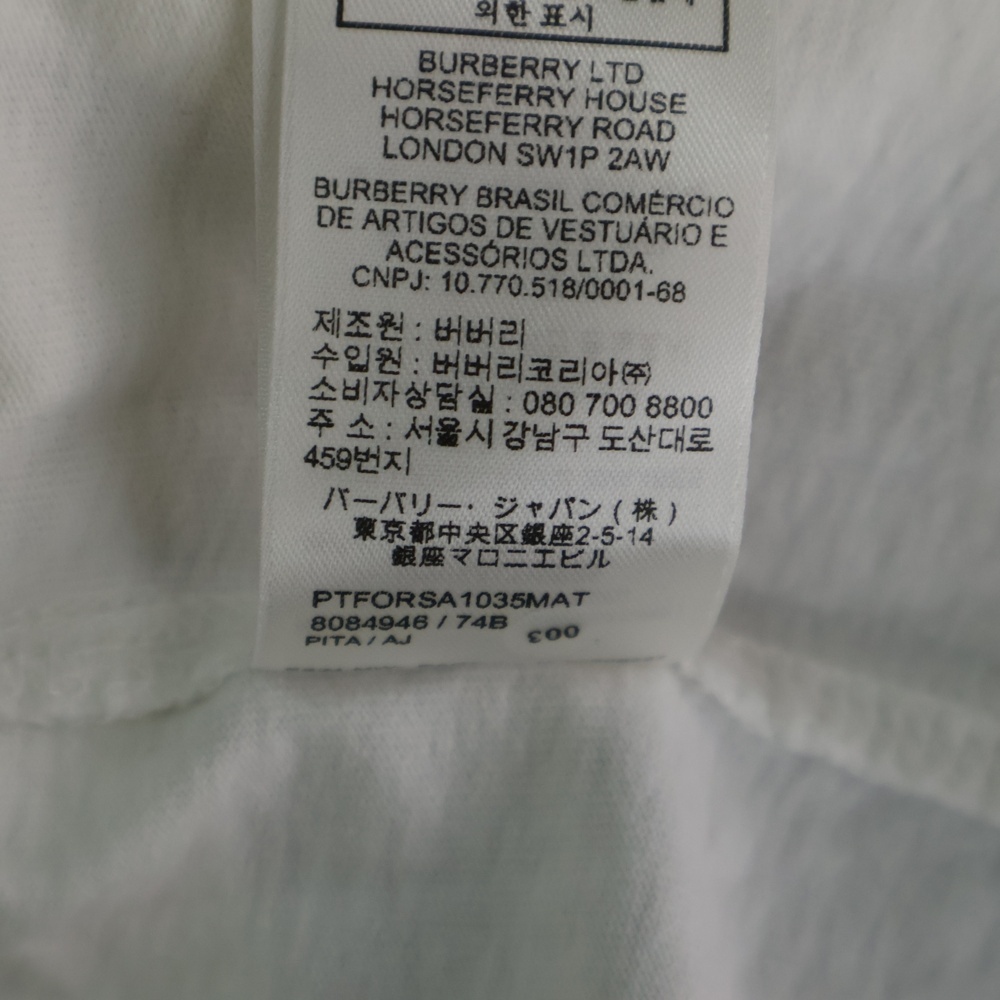 의한 표시
BURBERRY LTD
HORSEFERRY HOUSE
HORSEFERRY ROAD
LONDON SW1P 2AW
BURBERRY BRASIL COMÉRCIO
DE ARTIGOS DE VESTUÁRIO E
ACESSÓRIOS LTDA.
CNPJ: 10.770.518/0001-68
제조원 : 버버리
수입원 : 버버리코리아㈜
소비자상담실 : 080 700 8800
주 소 : 서울시 강남구 도산대로
459번지
バーバリー・ジャパン ( 株 )
東京都中央区銀座2-5-14
銀座マロニエビル
PTFORSA1035MAT
8084946 / 74B
PITA / AJ
003